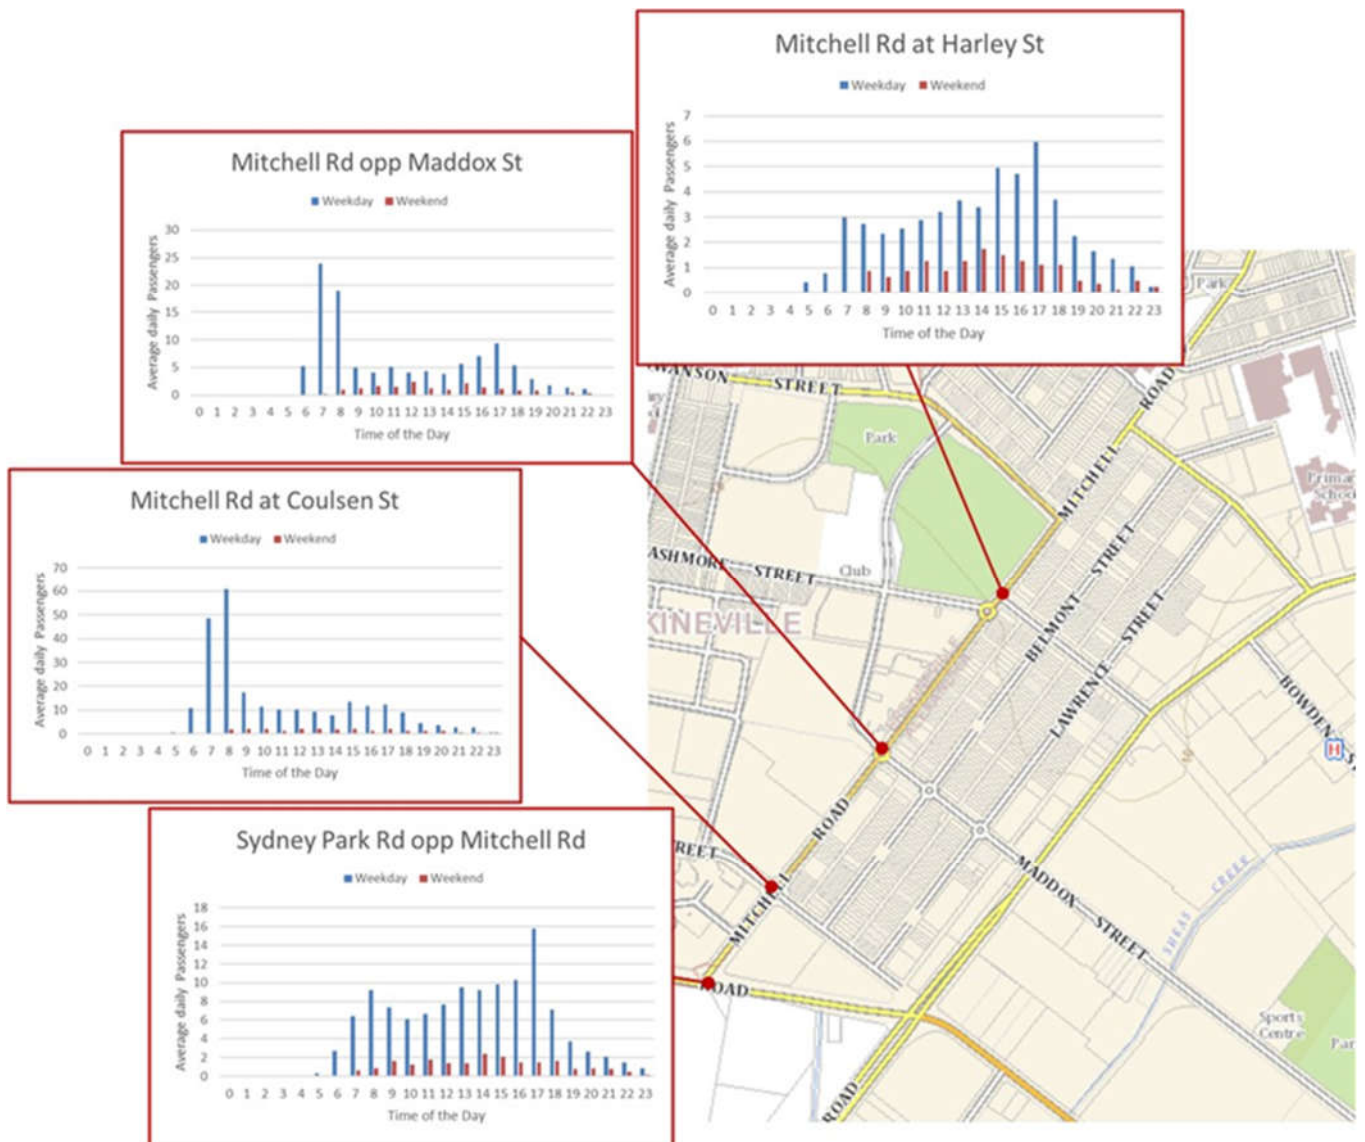 Mitchell Rd at Harley St
Weekday Weekend
Average daily Passengers
7
6
5
4
3
2
1
0
0 1 2 3 4 5 6 7 8 9 10 11 12 13 14 15 16 17 18 19 20 21 22 23
Time of the Day
Mitchell Rd opp Maddox St
Weekday Weekend
Average daily Passengers
30
25
20
15
10
5
0
0 1 2 3 4 5 6 7 8 9 10 11 12 13 14 15 16 17 18 19 20 21 22 23
Time of the Day
Mitchell Rd at Coulsen St
Weekday Weekend
Average daily Passengers
70
60
50
40
30
20
10
0
0 1 2 3 4 5 6 7 8 9 10 11 12 13 14 15 16 17 18 19 20 21 22 23
Time of the Day
Sydney Park Rd opp Mitchell Rd
Weekday Weekend
Average daily Passengers
18
16
14
12
10
8
6
4
2
0
0 1 2 3 4 5 6 7 8 9 10 11 12 13 14 15 16 17 18 19 20 21 22 23
Time of the Day
Park
WANSON STREET
ROAD
Park
MITCHELL
Primar
Schoo
STREET
ASHMORE STREET
Club
KINEVILLE
BELMONT
STREET
LAWRENCE
BOWDEN
H
ROAD
REET
MITCHELL
MADDOX STREET
SHEAS CREEK
ROAD
Sports
Centre
Par
ROAD